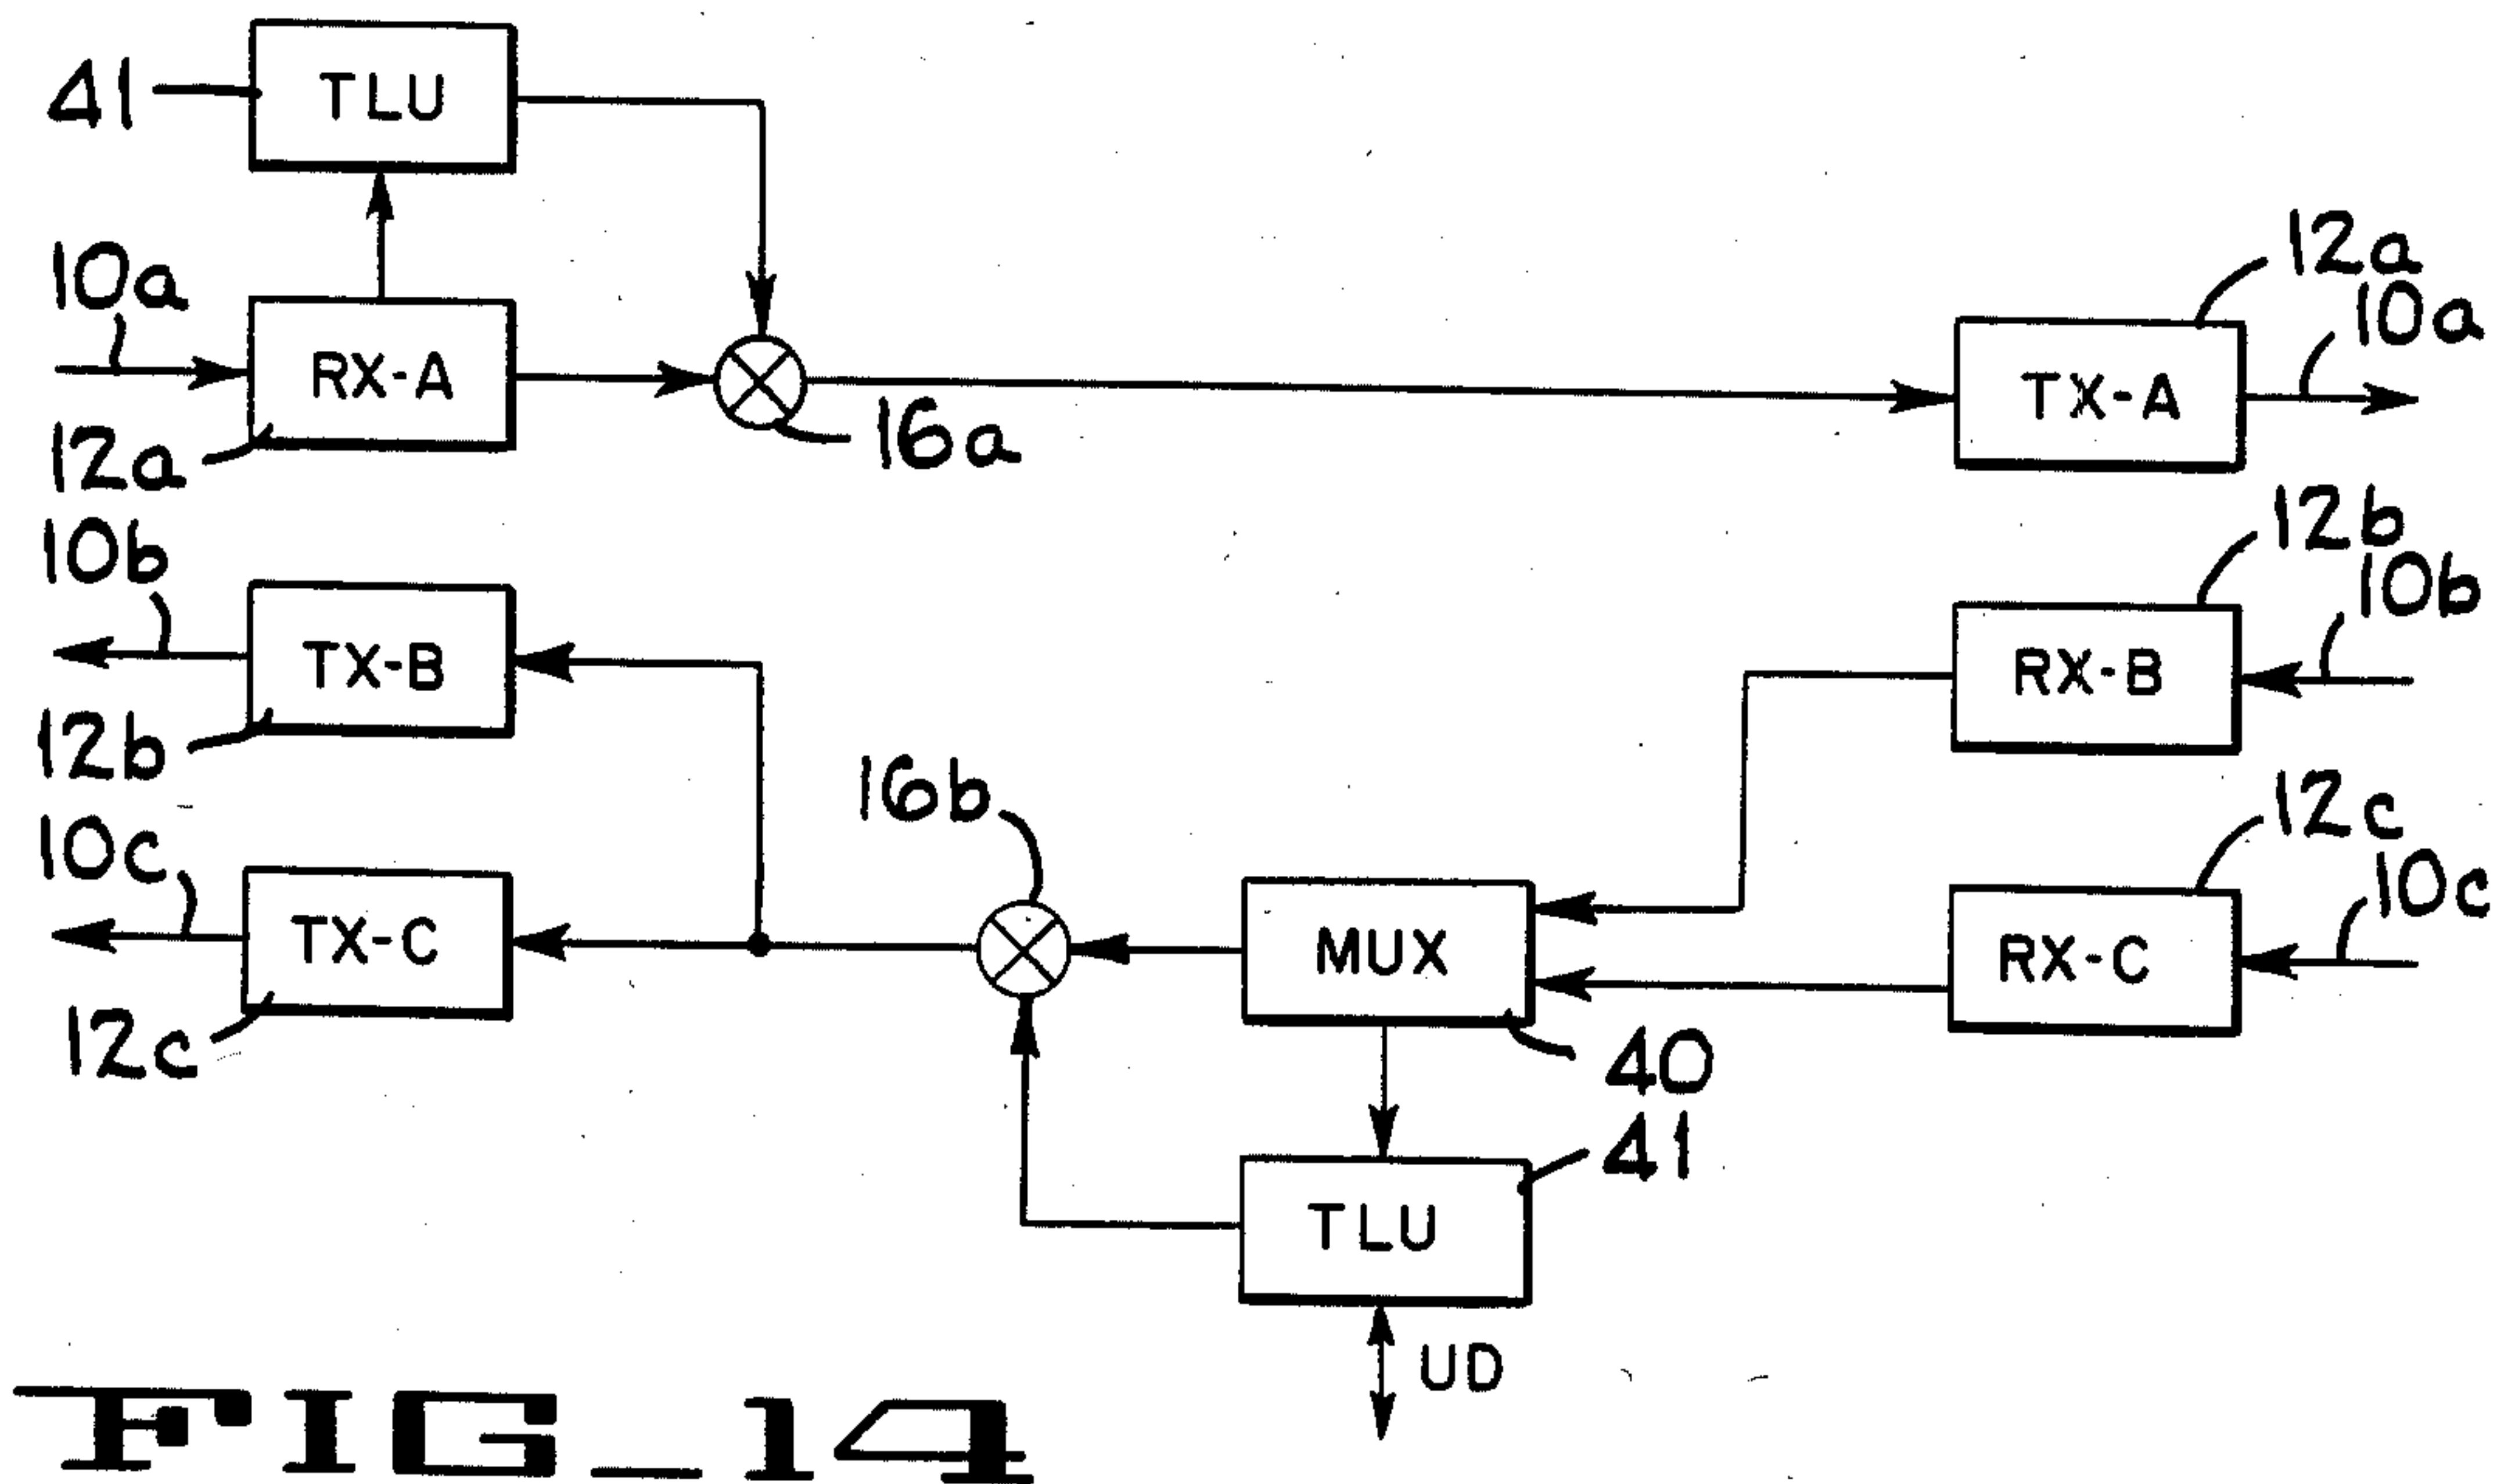 41
TLU
10a
RX-A
12a
16a
12a
10a
TX-A
10b
TX-B
12b
12b
10b
RX-B
16b
10c
TX-C
12c
MUX
40
12c
10c
RX-C
41
TLU
UD
FIG_14